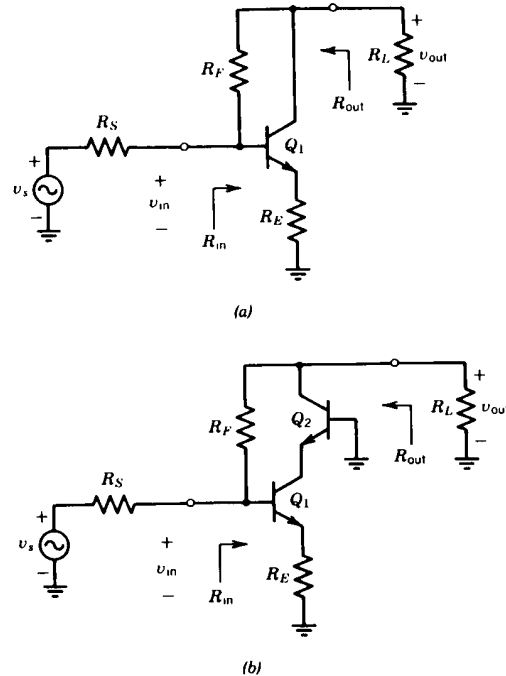 +
R_F
R_L
v_out
−
R_out
R_S
Q_1
+
v_s
−
+
v_in
−
R_in
R_E
(a)
+
Q_2
R_L
v_out
R_F
−
R_out
R_S
Q_1
+
v_s
−
+
v_in
−
R_in
R_E
(b)